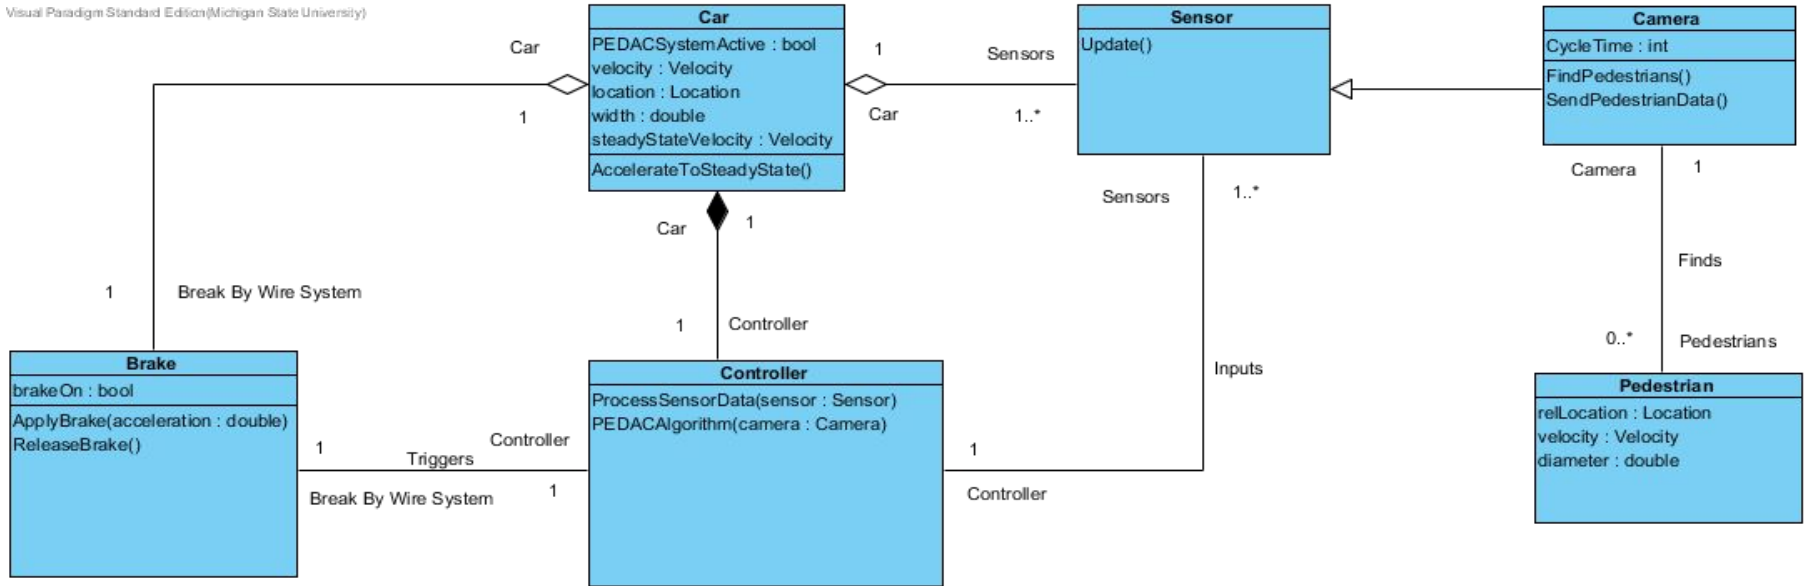 Visual Paradigm Standard Edition(Michigan State University)
Car
PEDACSystemActive : bool
velocity : Velocity
location : Location
width : double
steadyStateVelocity : Velocity
AccelerateToSteadyState()
Sensor
Update()
Camera
CycleTime : int
FindPedestrians()
SendPedestrianData()
Car
1
1
Sensors
Car
1..*
Camera
1
Sensors
1..*
Car
1
Finds
1
Break By Wire System
1
Controller
0..*
Pedestrians
Inputs
Brake
brakeOn : bool
ApplyBrake(acceleration : double)
ReleaseBrake()
Controller
ProcessSensorData(sensor : Sensor)
PEDACAlgorithm(camera : Camera)
Pedestrian
relLocation : Location
velocity : Velocity
diameter : double
1
Controller
Triggers
Break By Wire System
1
1
Controller